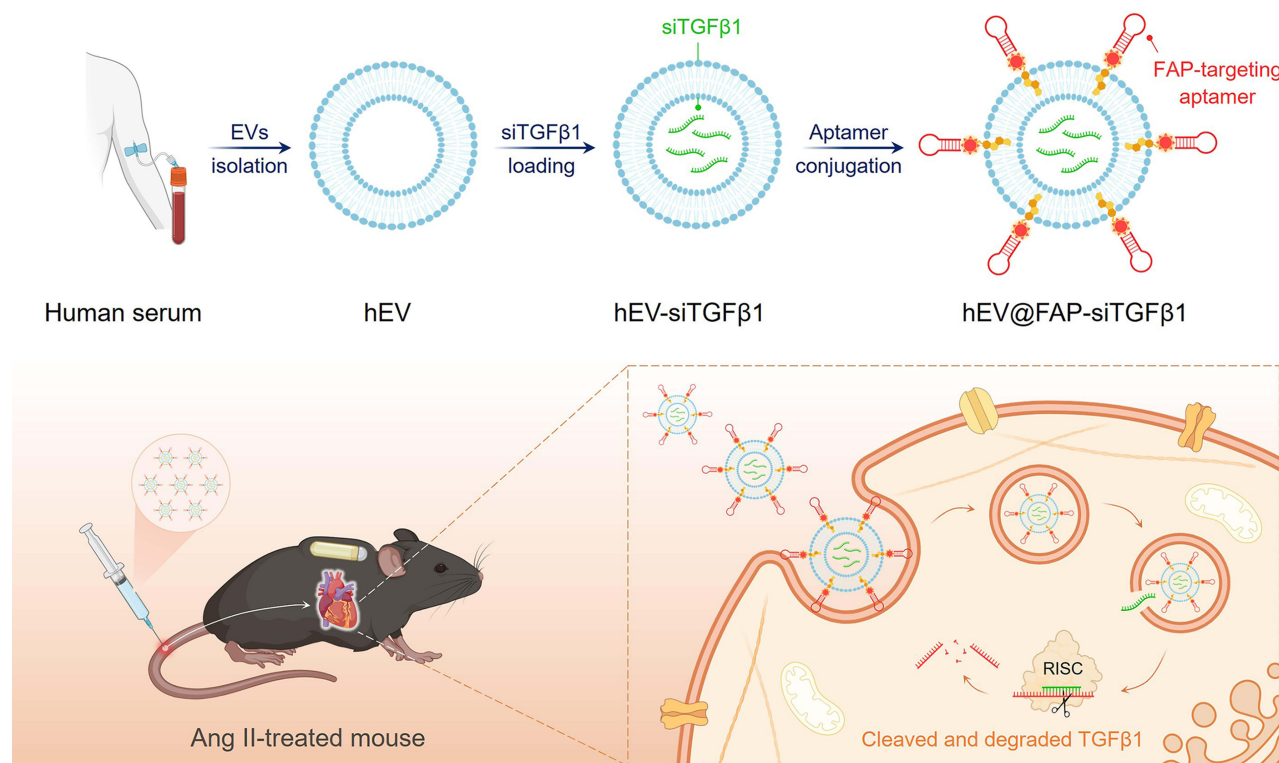 siTGFβ1
FAP-targeting
aptamer
EVs
isolation
siTGFβ1
loading
Aptamer
conjugation
Human serum
hEV
hEV-siTGFβ1
hEV@FAP-siTGFβ1
RISC
Ang II-treated mouse
Cleaved and degraded TGFβ1